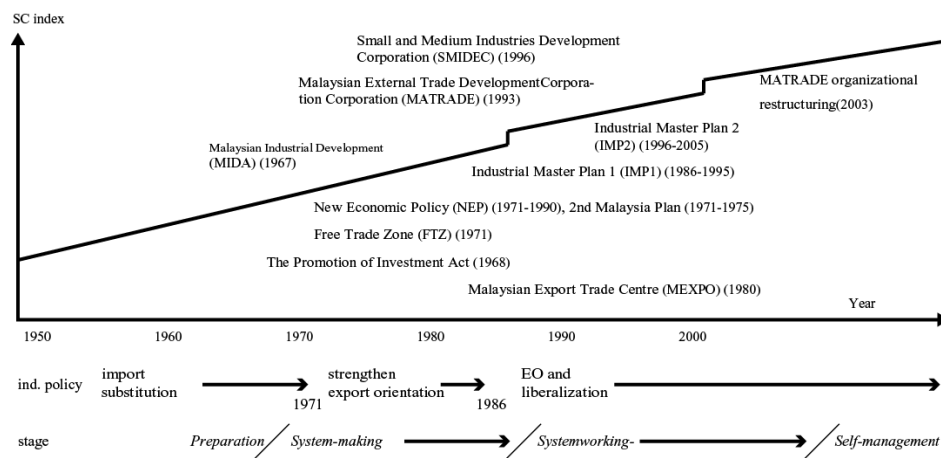 SC index
Small and Medium Industries Development
Corporation (SMIDEC) (1996)
Malaysian External Trade DevelopmentCorpora-
tion Corporation (MATRADE) (1993)
MATRADE organizational
restructuring(2003)
Industrial Master Plan 2
(IMP2) (1996-2005)
Malaysian Industrial Development
(MIDA) (1967)
Industrial Master Plan 1 (IMP1) (1986-1995)
New Economic Policy (NEP) (1971-1990), 2nd Malaysia Plan (1971-1975)
Free Trade Zone (FTZ) (1971)
The Promotion of Investment Act (1968)
Malaysian Export Trade Centre (MEXPO) (1980)
Year
1950 1960 1970 1980 1990 2000
ind. policy import substitution 1971 strengthen export orientation 1986 EO and liberalization
stage Preparation System-making Systemworking- Self-management